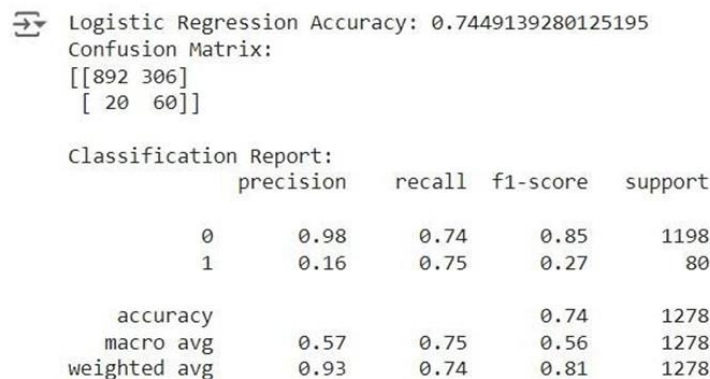 Logistic Regression Accuracy: 0.7449139280125195
Confusion Matrix:
[[892 306]
[ 20 60]]
Classification Report:
precision recall f1-score support
0 0.98 0.74 0.85 1198
1 0.16 0.75 0.27 80
accuracy 0.74 1278
macro avg 0.57 0.75 0.56 1278
weighted avg 0.93 0.74 0.81 1278